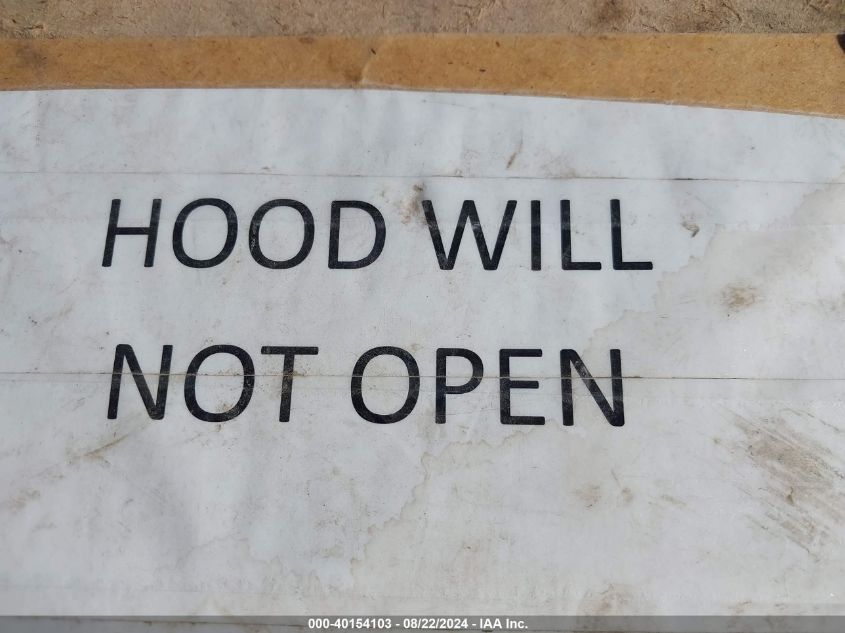 HOOD WILL
NOT OPEN
000-40154103 - 08/22/2024 - IAA Inc.